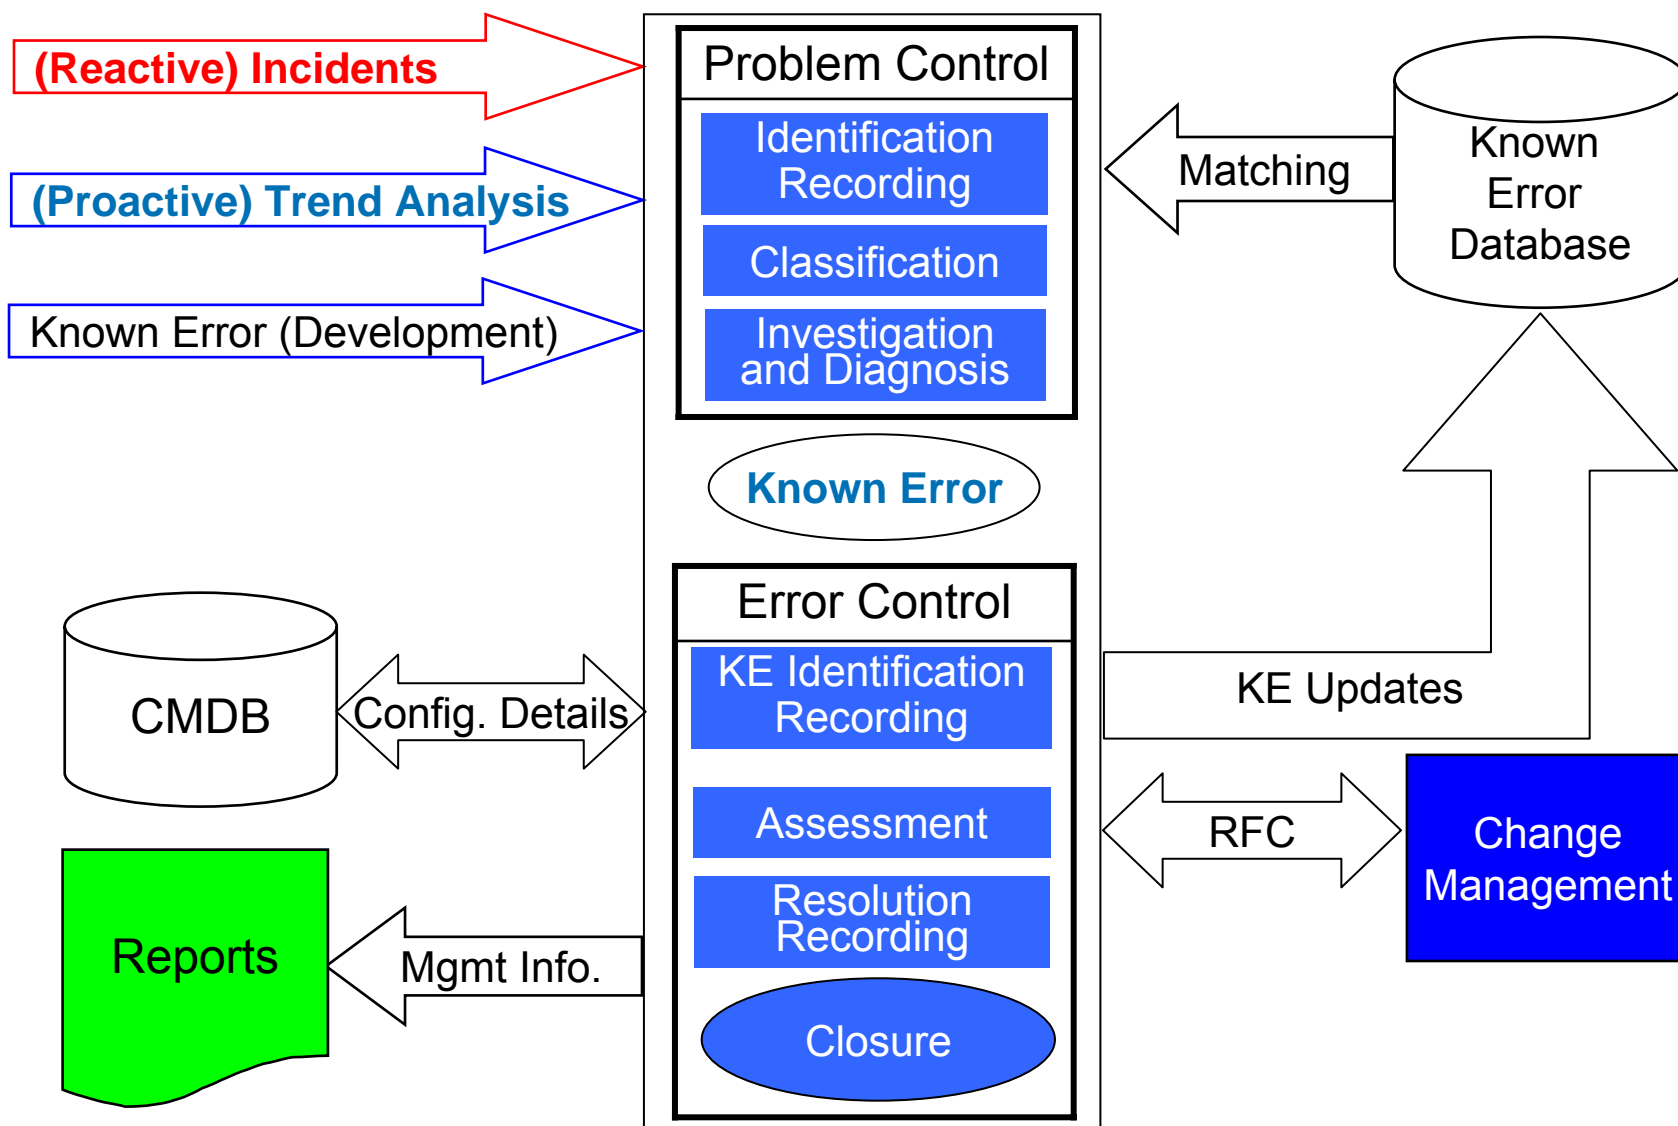 (Reactive) Incidents
(Proactive) Trend Analysis
Known Error (Development)
Problem Control
Identification
Recording
Classification
Investigation
and Diagnosis
Matching
Known
Error
Database
Known Error
Error Control
KE Identification
Recording
Assessment
Resolution
Recording
Closure
CMDB
Config. Details
KE Updates
RFC
Change
Management
Reports
Mgmt Info.